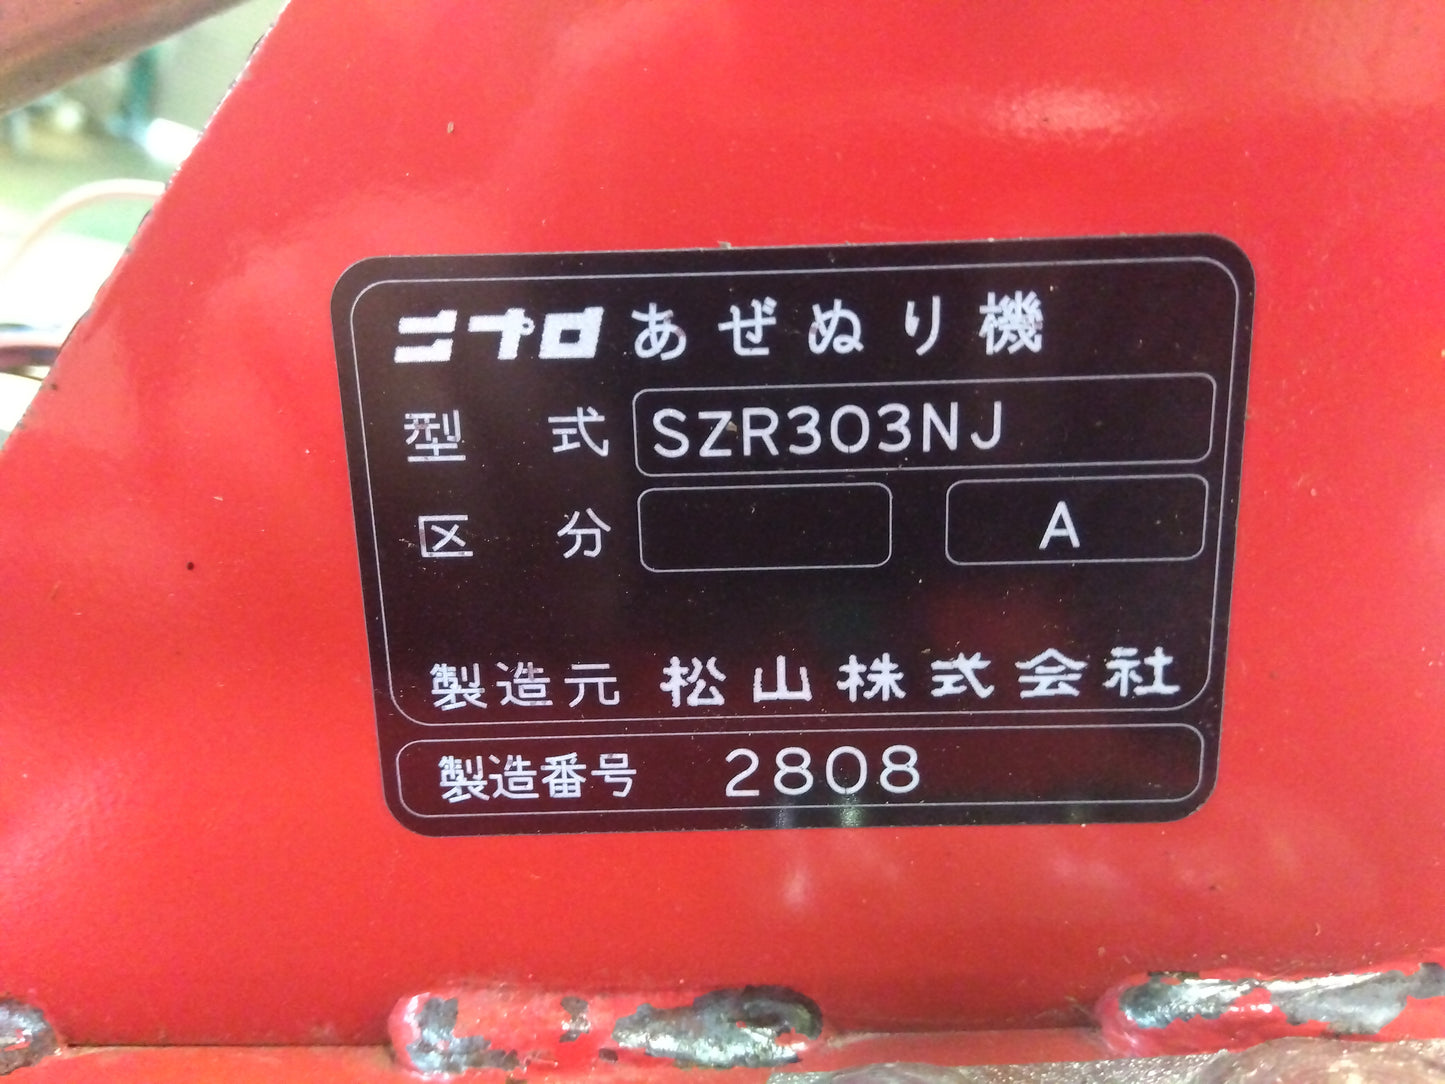 ニプロ あぜぬり機
型式 SZR303NJ
区分 A
製造元 松山株式会社
製造番号 2808